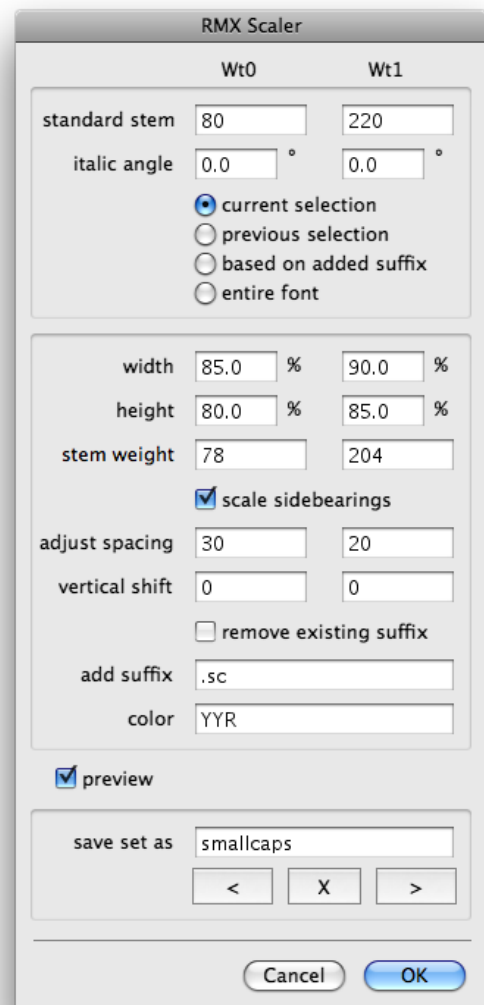 RMX Scaler
Wt0 Wt1
standard stem 80 220
italic angle 0.0 ° 0.0 °
current selection
previous selection
based on added suffix
entire font
width 85.0 % 90.0 %
height 80.0 % 85.0 %
stem weight 78 204
scale sidebearings
adjust spacing 30 20
vertical shift 0 0
remove existing suffix
add suffix .sc
color YYR
preview
save set as smallcaps
< X >
Cancel OK